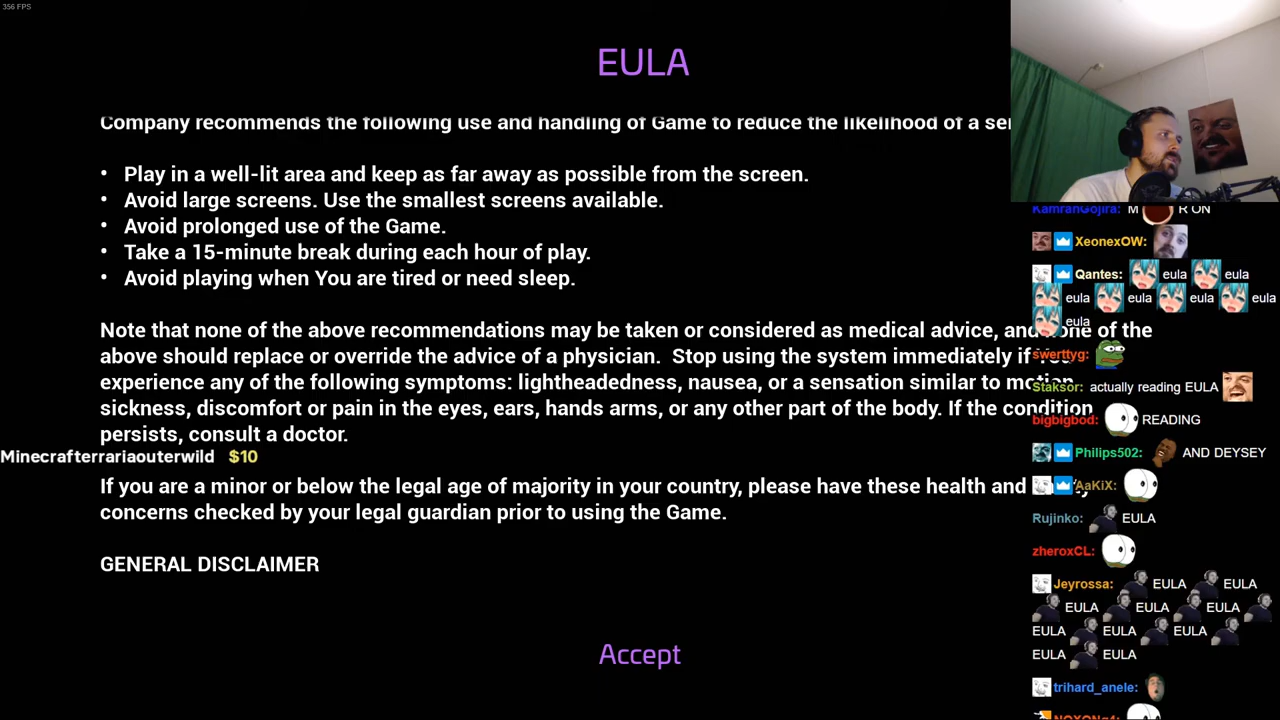 356 FPS
EULA
Company recommends the following use and handling of Game to reduce the likelihood of a sei
• Play in a well-lit area and keep as far away as possible from the screen.
• Avoid large screens. Use the smallest screens available.
• Avoid prolonged use of the Game.
• Take a 15-minute break during each hour of play.
• Avoid playing when You are tired or need sleep.
Note that none of the above recommendations may be taken or considered as medical advice, and none of the
above should replace or override the advice of a physician.  Stop using the system immediately if You
experience any of the following symptoms: lightheadedness, nausea, or a sensation similar to motion
sickness, discomfort or pain in the eyes, ears, hands arms, or any other part of the body. If the condition
persists, consult a doctor.
Minecrafterrariaouterwild $10
If you are a minor or below the legal age of majority in your country, please have these health and
concerns checked by your legal guardian prior to using the Game.
GENERAL DISCLAIMER
Accept
KamranGojira: M R ON
XeonexOW:
Qantes: eula eula
eula eula eula eula
eula
swerttyg:
Staksor: actually reading EULA
bigbigbod: READING
Philips502: AND DEYSEY
AaKiX:
Rujinko: EULA
zheroxCL:
Jeyrossa: EULA EULA
EULA EULA EULA
EULA EULA EULA
EULA EULA
trihard_anele: